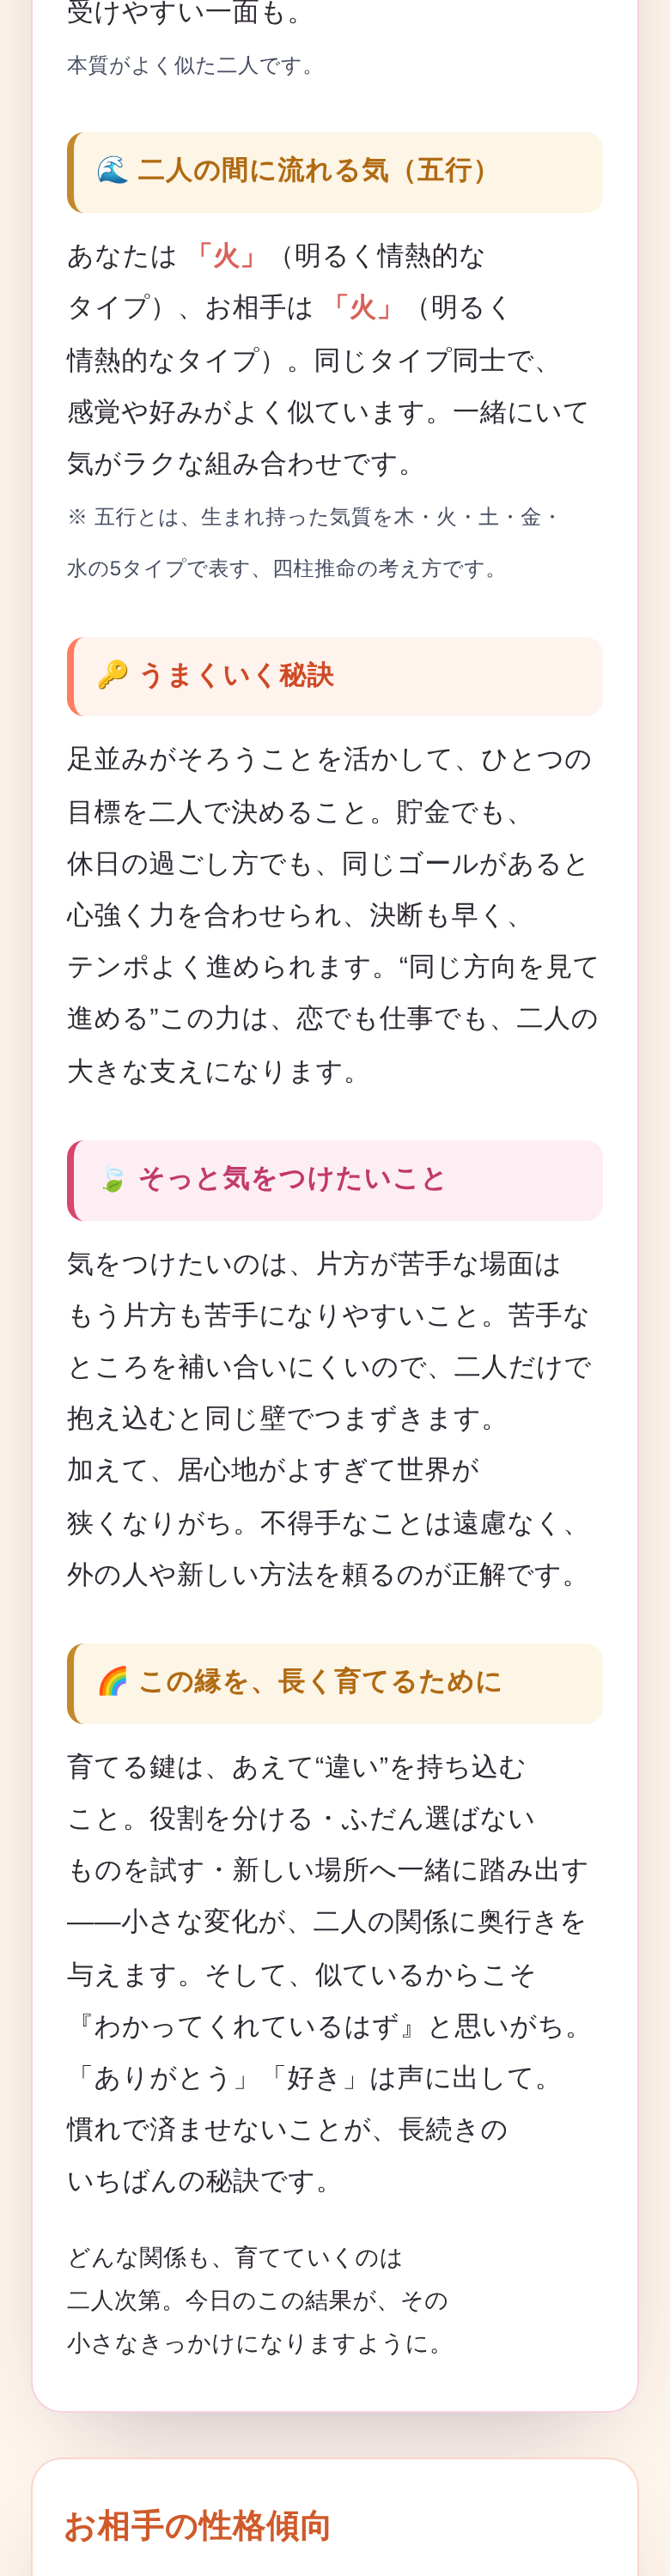 受けやすい一面も。
本質がよく似た二人です。
🌊 二人の間に流れる気（五行）
あなたは「火」（明るく情熱的な
タイプ）、お相手は「火」（明るく
情熱的なタイプ）。同じタイプ同士で、
感覚や好みがよく似ています。一緒にいて
気がラクな組み合わせです。
※ 五行とは、生まれ持った気質を木・火・土・金・
水の5タイプで表す、四柱推命の考え方です。
🔑 うまくいく秘訣
足並みがそろうことを活かして、ひとつの
目標を二人で決めること。貯金でも、
休日の過ごし方でも、同じゴールがあると
心強く力を合わせられ、決断も早く、
テンポよく進められます。“同じ方向を見て
進める”この力は、恋でも仕事でも、二人の
大きな支えになります。
🍃 そっと気をつけたいこと
気をつけたいのは、片方が苦手な場面は
もう片方も苦手になりやすいこと。苦手な
ところを補い合いにくいので、二人だけで
抱え込むと同じ壁でつまずきます。
加えて、居心地がよすぎて世界が
狭くなりがち。不得手なことは遠慮なく、
外の人や新しい方法を頼るのが正解です。
🌈 この縁を、長く育てるために
育てる鍵は、あえて“違い”を持ち込む
こと。役割を分ける・ふだん選ばない
ものを試す・新しい場所へ一緒に踏み出す
——小さな変化が、二人の関係に奥行きを
与えます。そして、似ているからこそ
『わかってくれているはず』と思いがち。
「ありがとう」「好き」は声に出して。
慣れで済ませないことが、長続きの
いちばんの秘訣です。
どんな関係も、育てていくのは
二人次第。今日のこの結果が、その
小さなきっかけになりますように。
お相手の性格傾向